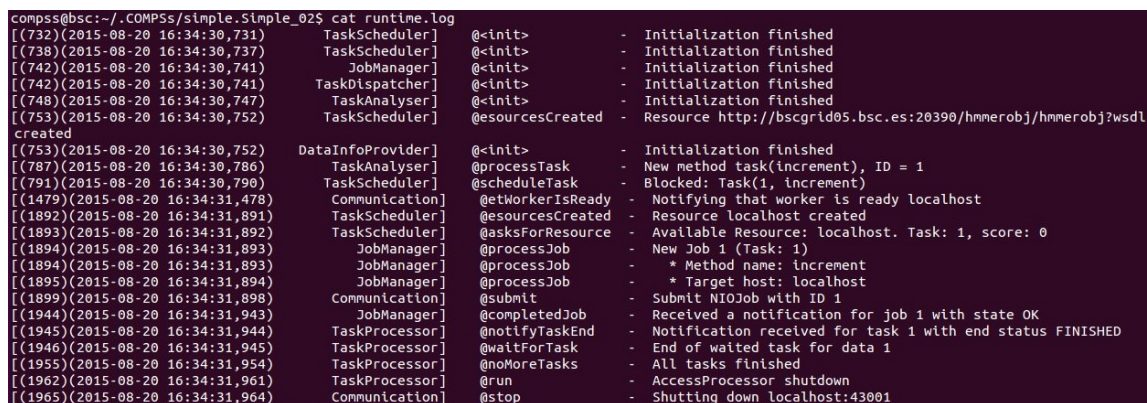 compss@bsc:~/.COMPSs/simple.Simple_02$ cat runtime.log
[(732)(2015-08-20 16:34:30,731) TaskScheduler] @<init> - Initialization finished
[(738)(2015-08-20 16:34:30,737) TaskScheduler] @<init> - Initialization finished
[(742)(2015-08-20 16:34:30,741) JobManager] @<init> - Initialization finished
[(742)(2015-08-20 16:34:30,741) TaskDispatcher] @<init> - Initialization finished
[(748)(2015-08-20 16:34:30,747) TaskAnalyser] @<init> - Initialization finished
[(753)(2015-08-20 16:34:30,752) TaskScheduler] @esourcesCreated - Resource http://bscgrid05.bsc.es:20390/hmmerobj/hmmerobj?wsdl
created
[(753)(2015-08-20 16:34:30,752) DataInfoProvider] @<init> - Initialization finished
[(787)(2015-08-20 16:34:30,786) TaskAnalyser] @processTask - New method task(increment), ID = 1
[(791)(2015-08-20 16:34:30,790) TaskScheduler] @scheduleTask - Blocked: Task(1, increment)
[(1479)(2015-08-20 16:34:31,478) Communication] @etWorkerIsReady - Notifying that worker is ready localhost
[(1892)(2015-08-20 16:34:31,891) TaskScheduler] @esourcesCreated - Resource localhost created
[(1893)(2015-08-20 16:34:31,892) TaskScheduler] @asksForResource - Available Resource: localhost. Task: 1, score: 0
[(1894)(2015-08-20 16:34:31,893) JobManager] @processJob - New Job 1 (Task: 1)
[(1894)(2015-08-20 16:34:31,893) JobManager] @processJob - * Method name: increment
[(1895)(2015-08-20 16:34:31,894) JobManager] @processJob - * Target host: localhost
[(1899)(2015-08-20 16:34:31,898) Communication] @submit - Submit NIOJob with ID 1
[(1944)(2015-08-20 16:34:31,943) JobManager] @completedJob - Received a notification for job 1 with state OK
[(1945)(2015-08-20 16:34:31,944) TaskProcessor] @notifyTaskEnd - Notification received for task 1 with end status FINISHED
[(1946)(2015-08-20 16:34:31,945) TaskProcessor] @waitForTask - End of waited task for data 1
[(1955)(2015-08-20 16:34:31,954) TaskProcessor] @noMoreTasks - All tasks finished
[(1962)(2015-08-20 16:34:31,961) TaskProcessor] @run - AccessProcessor shutdown
[(1965)(2015-08-20 16:34:31,964) Communication] @stop - Shutting down localhost:43001